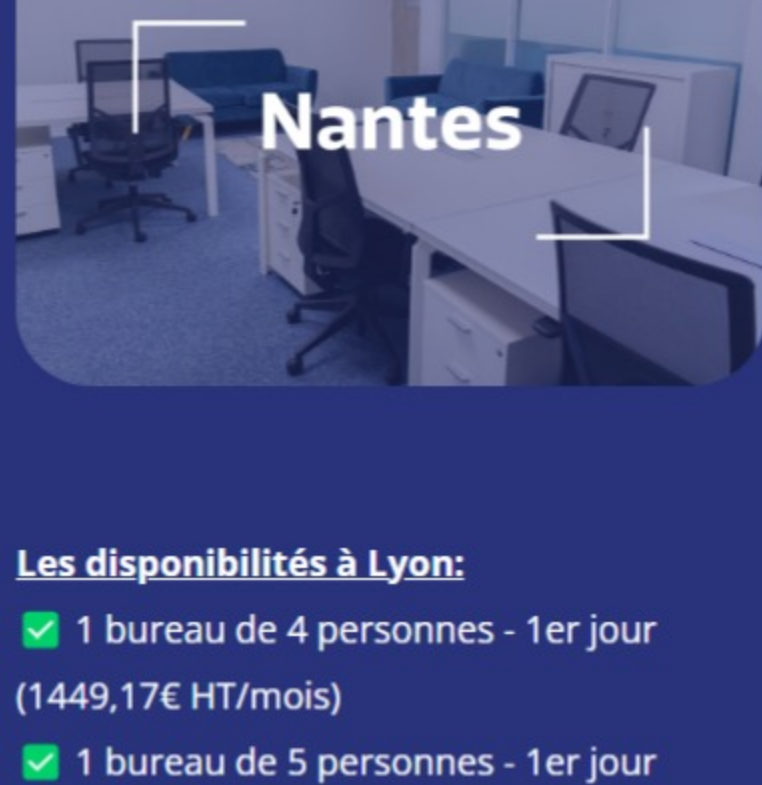 Nantes
Les disponibilités à Lyon:
✅ 1 bureau de 4 personnes - 1er jour
(1449,17€ HT/mois)
✅ 1 bureau de 5 personnes - 1er jour